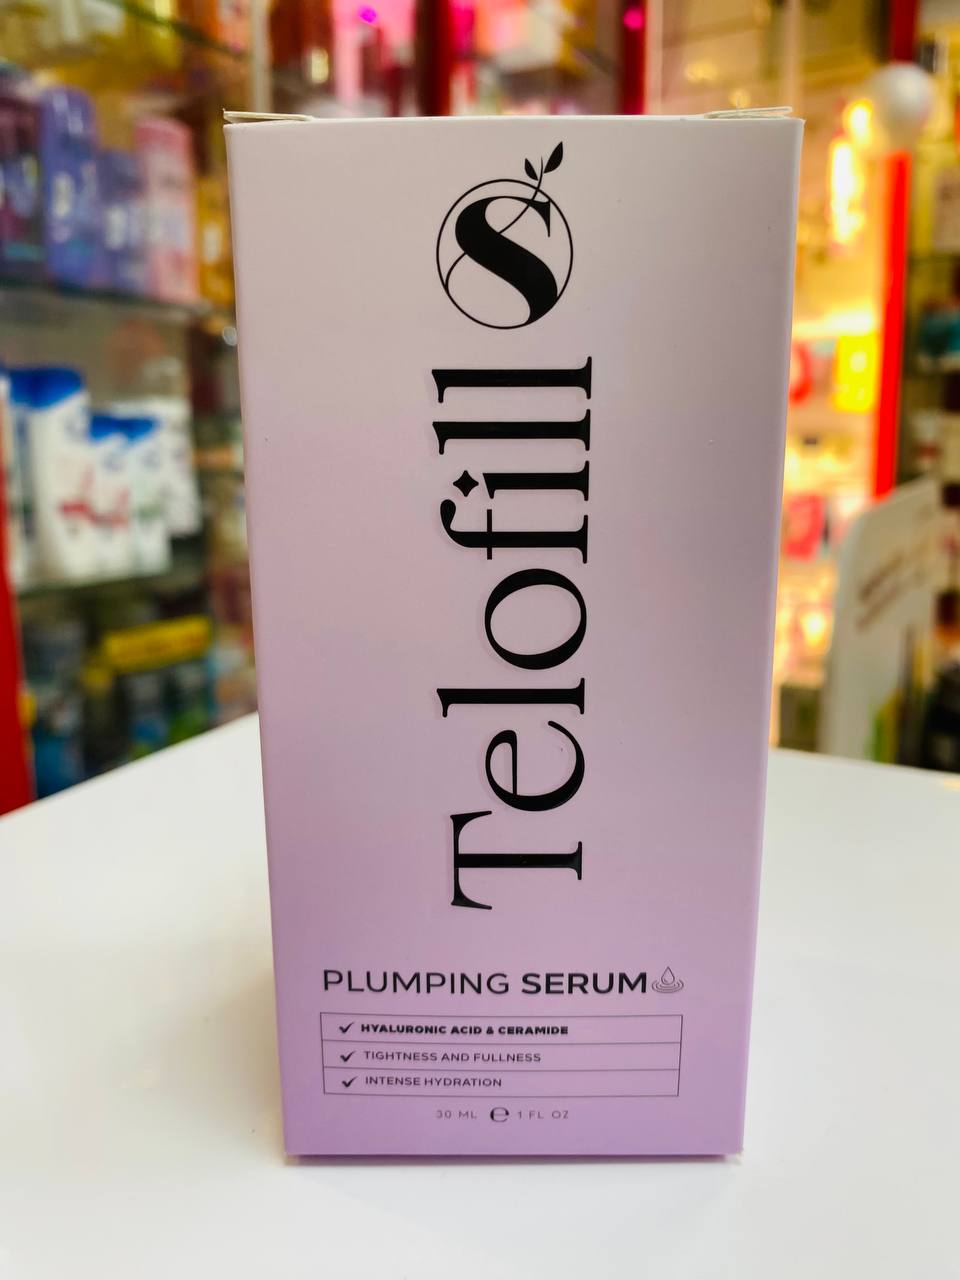 Telofill
PLUMPING SERUM
HYALURONIC ACID & CERAMIDE
TIGHTNESS AND FULLNESS
INTENSE HYDRATION
30 ML ℮ 1 FL OZ